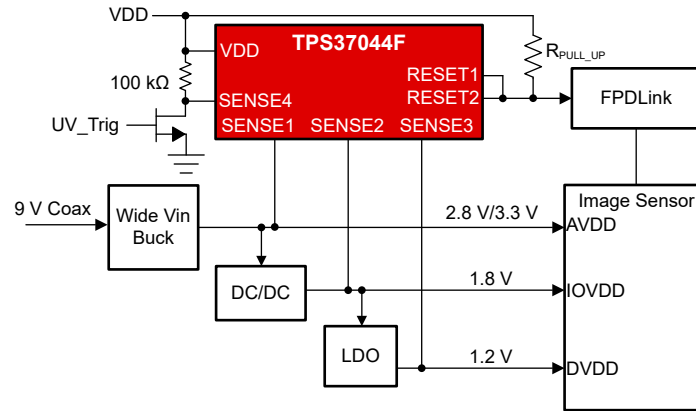 VDD
TPS37044F
VDD
RPULL_UP
100 kΩ
RESET1
SENSE4
RESET2
FPDLink
UV_Trig
SENSE1
SENSE2
SENSE3
9 V Coax
Wide Vin
Buck
2.8 V/3.3 V
Image Sensor
AVDD
DC/DC
1.8 V
IOVDD
LDO
1.2 V
DVDD